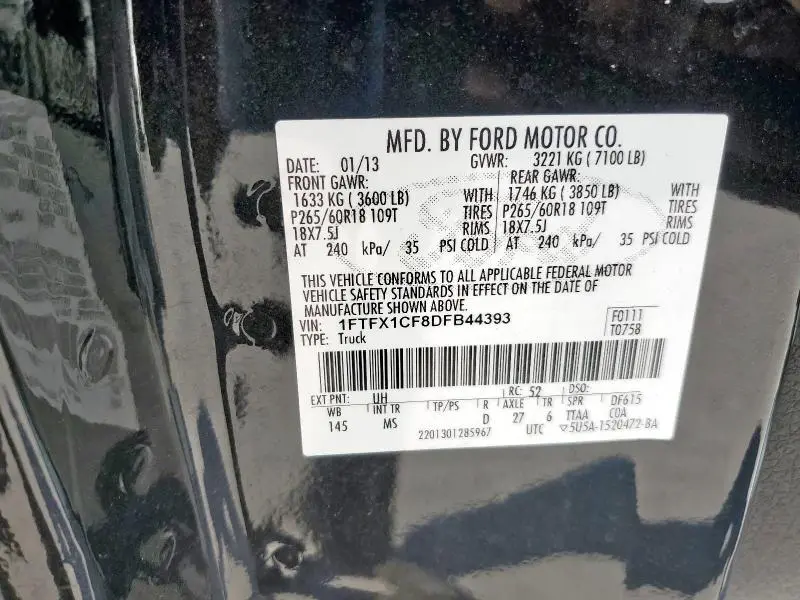 MFD. BY FORD MOTOR CO.
DATE: 01/13 GVWR: 3221 KG ( 7100 LB)
FRONT GAWR: REAR GAWR:
1633 KG ( 3600 LB) WITH 1746 KG ( 3850 LB) WITH
P265/60R18 109T TIRES P265/60R18 109T TIRES
18X7.5J RIMS 18X7.5J RIMS
AT 240 kPa/ 35 PSI COLD AT 240 kPa/ 35 PSI COLD
THIS VEHICLE CONFORMS TO ALL APPLICABLE FEDERAL MOTOR
VEHICLE SAFETY STANDARDS IN EFFECT ON THE DATE OF
MANUFACTURE SHOWN ABOVE.
VIN: 1FTFX1CF8DFB44393 F0111
TYPE: Truck T0758
EXT PNT: UH RC: 52 DSO:
WB INT TR TP/PS R AXLE TR SPR DF615
145 MS D 27 6 TTAA COA
2201301285967 UTC ▽5U5A-1520472-BA